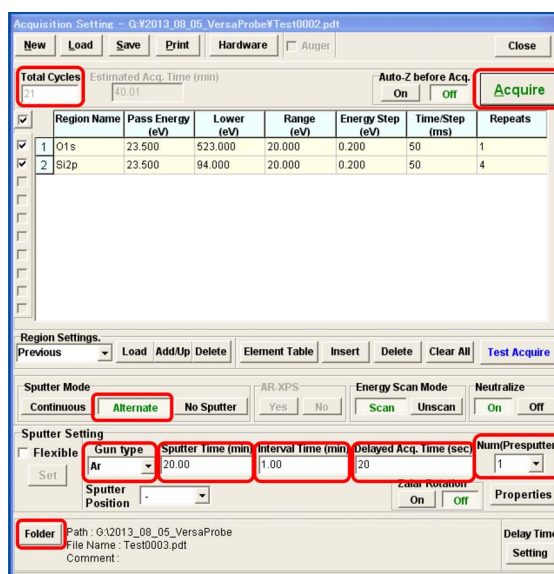 Acquisition Setting - G:¥2013_08_05_VersaProbe¥Test0002.pdt
New Load Save Print Hardware Auger Close
Total Cycles Estimated Acq. Time (min) Auto-Z before Acq.
21 40.01 On Off Acquire
Region Name Pass Energy (eV) Lower (eV) Range (eV) Energy Step (eV) Time/Step (ms) Repeats
1 O1s 23.500 523.000 20.000 0.200 50 1
2 Si2p 23.500 94.000 20.000 0.200 50 4
Region Settings.
Previous Load Add/Up Delete Element Table Insert Delete Clear All Test Acquire
Sputter Mode AR-XPS Energy Scan Mode Neutralize
Continuous Alternate No Sputter Yes No Scan Unscan On Off
Sputter Setting
Flexible Gun type Sputter Time (min) Interval Time (min) Delayed Acq. Time (sec) Num(Presputter
Set Ar 20.00 1.00 20 1
Sputter Position - Zalar Rotation On Off Properties
Folder Path : G:\2013_08_05_VersaProbe Delay Time
File Name : Test0003.pdt Setting
Comment :